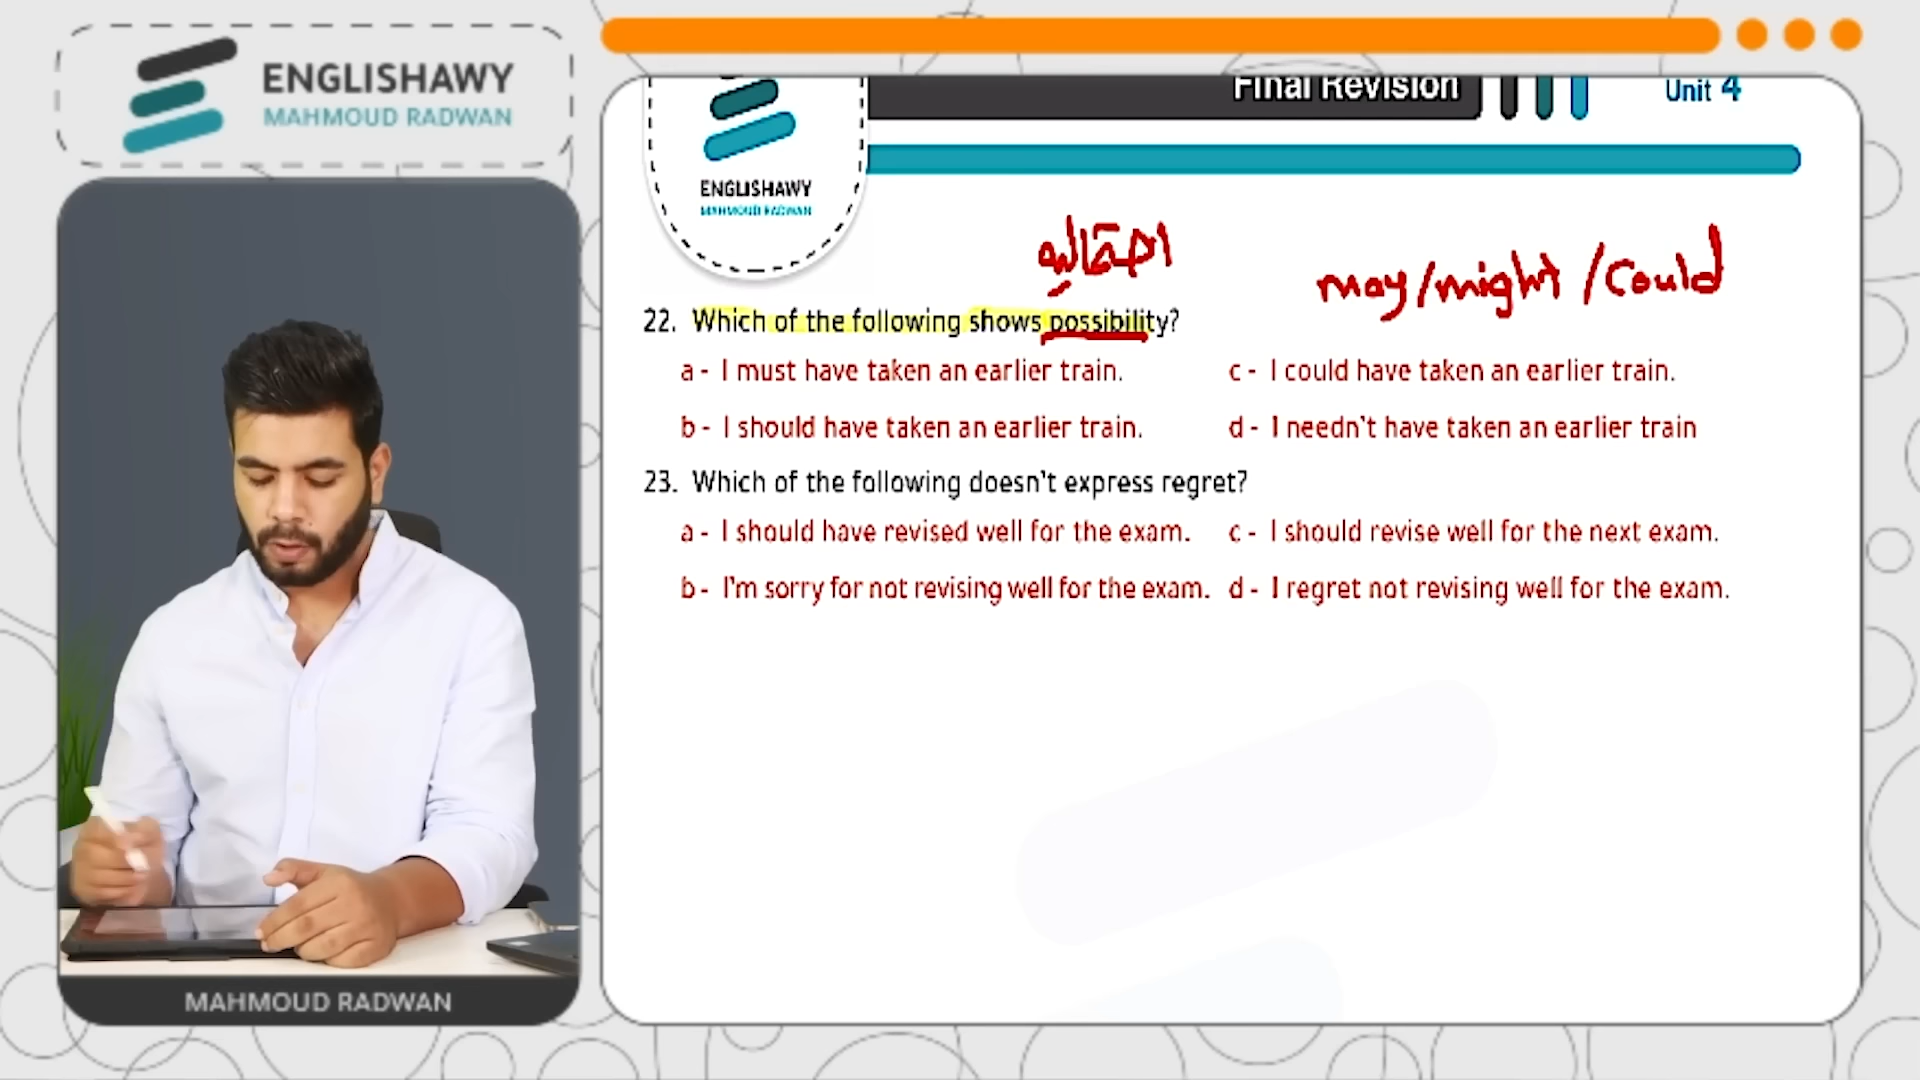 ENGLISHAWY
MAHMOUD RADWAN
Final Revision
Unit 4
ENGLISHAWY
MAHMOUD RADWAN
احتمالية
may/might/Could
22. Which of the following shows possibility?
a - I must have taken an earlier train.
c - I could have taken an earlier train.
b - I should have taken an earlier train.
d - I needn't have taken an earlier train
23. Which of the following doesn't express regret?
a - I should have revised well for the exam.
c - I should revise well for the next exam.
b - I'm sorry for not revising well for the exam.
d - I regret not revising well for the exam.
MAHMOUD RADWAN